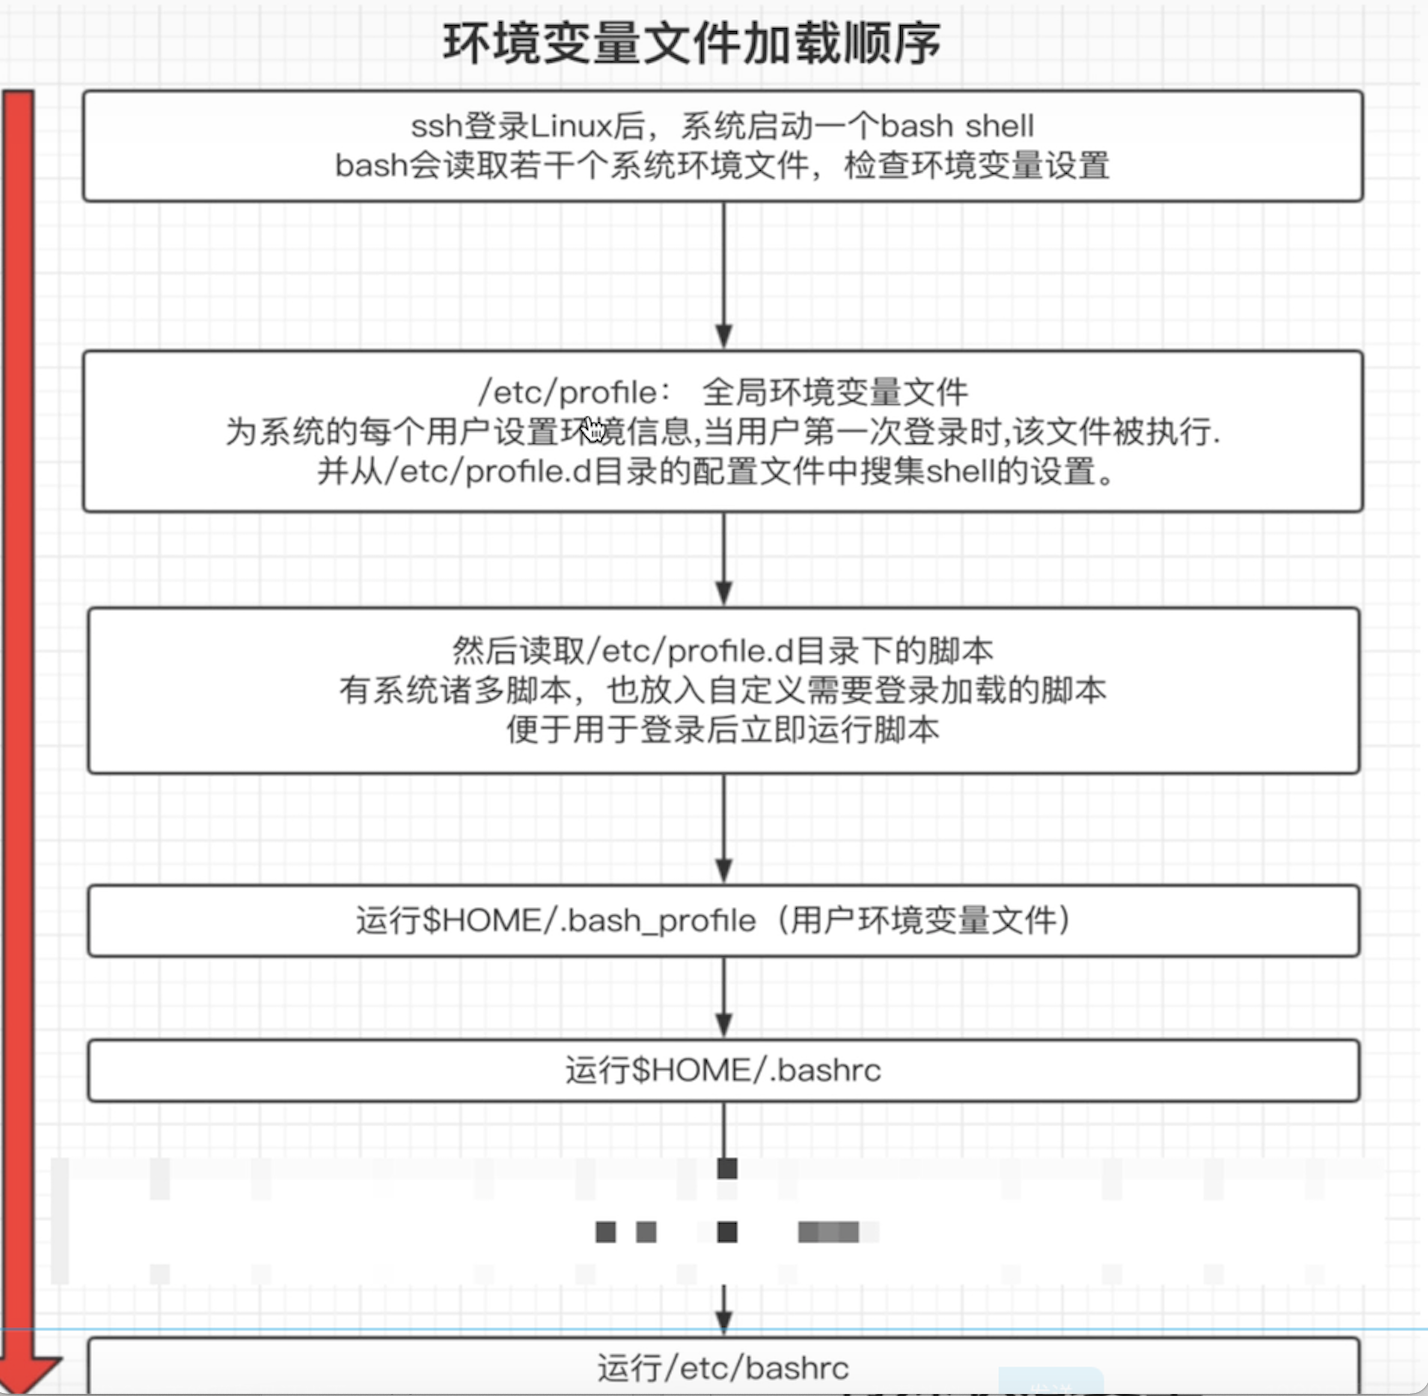 环境变量文件加载顺序
ssh登录Linux后，系统启动一个bash shell
bash会读取若干个系统环境文件，检查环境变量设置
/etc/profile： 全局环境变量文件
为系统的每个用户设置环境信息,当用户第一次登录时,该文件被执行.
并从/etc/profile.d目录的配置文件中搜集shell的设置。
然后读取/etc/profile.d目录下的脚本
有系统诸多脚本，也放入自定义需要登录加载的脚本
便于用于登录后立即运行脚本
运行$HOME/.bash_profile（用户环境变量文件）
运行$HOME/.bashrc
运行/etc/bashrc